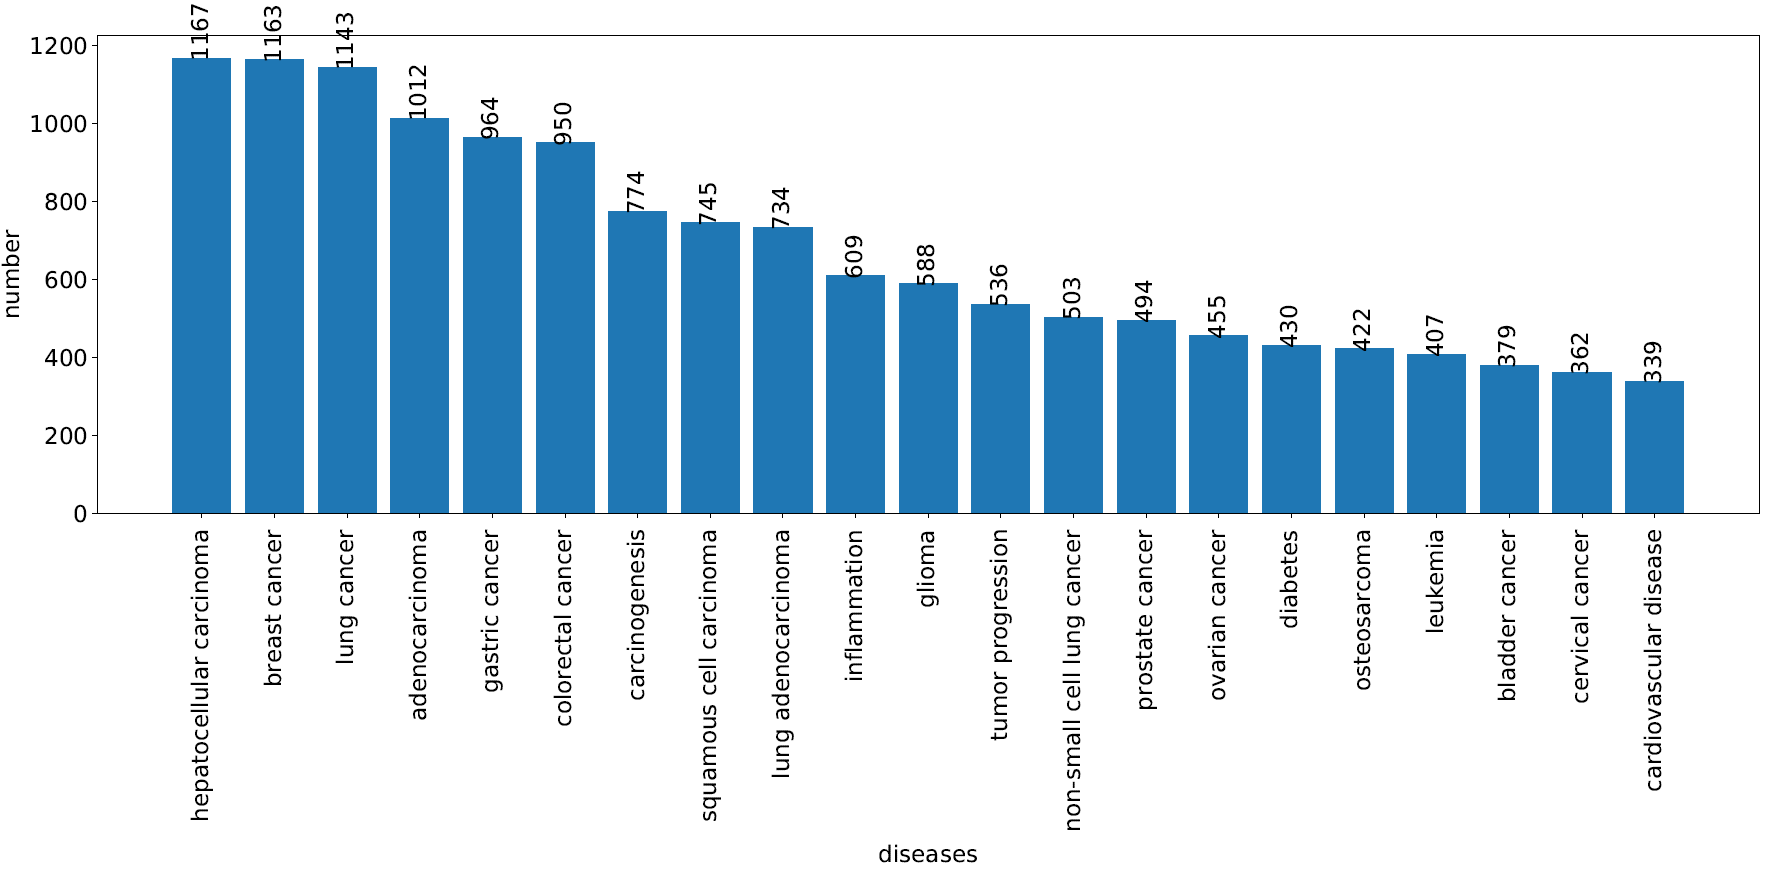 1167
1163
1143
1012
964
950
774
745
734
609
588
536
503
494
455
430
422
407
379
362
339
1200
1000
800
600
400
200
0
number
hepatocellular carcinoma
breast cancer
lung cancer
adenocarcinoma
gastric cancer
colorectal cancer
carcinogenesis
squamous cell carcinoma
lung adenocarcinoma
inflammation
glioma
tumor progression
non-small cell lung cancer
prostate cancer
ovarian cancer
diabetes
osteosarcoma
leukemia
bladder cancer
cervical cancer
cardiovascular disease
diseases